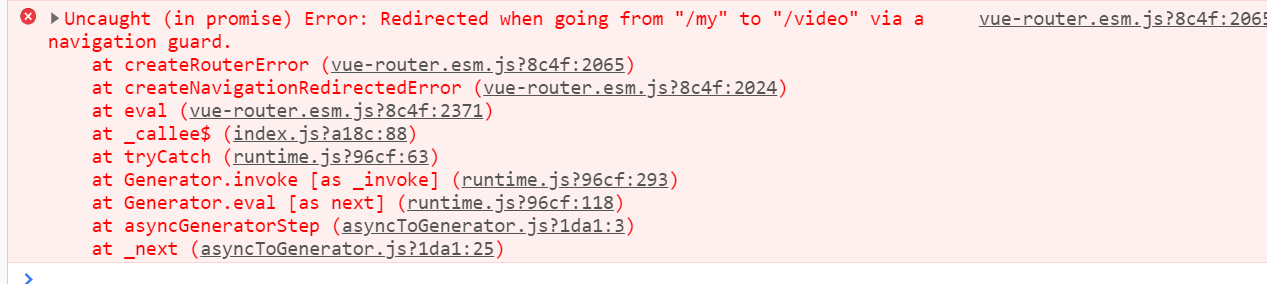 Uncaught (in promise) Error: Redirected when going from "/my" to "/video" via a vue-router.esm.js?8c4f:2065
navigation guard.
at createRouterError (vue-router.esm.js?8c4f:2065)
at createNavigationRedirectedError (vue-router.esm.js?8c4f:2024)
at eval (vue-router.esm.js?8c4f:2371)
at _callee$ (index.js?a18c:88)
at tryCatch (runtime.js?96cf:63)
at Generator.invoke [as _invoke] (runtime.js?96cf:293)
at Generator.eval [as next] (runtime.js?96cf:118)
at asyncGeneratorStep (asyncToGenerator.js?1da1:3)
at _next (asyncToGenerator.js?1da1:25)